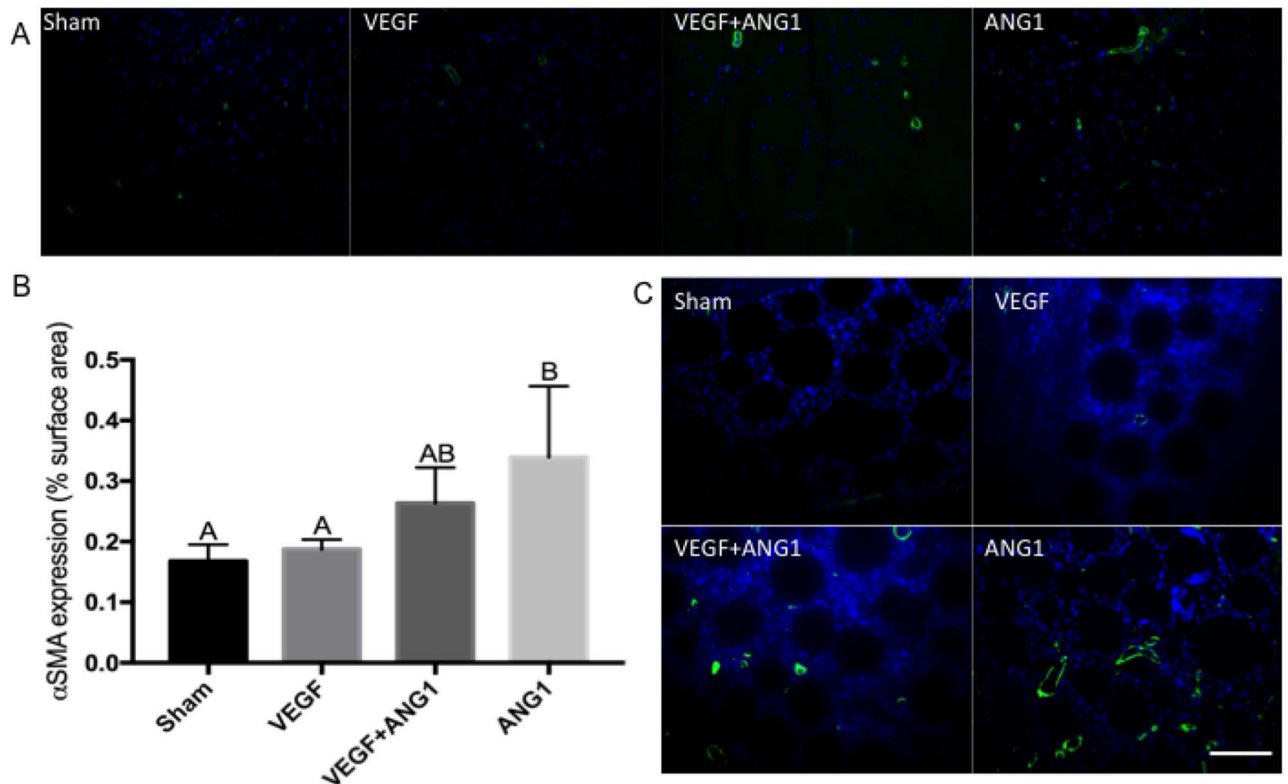 A
Sham
VEGF
VEGF+ANG1
ANG1
B
αSMA expression (% surface area)
0.5
0.4
0.3
0.2
0.1
0.0
A
A
AB
B
Sham
VEGF
VEGF+ANG1
ANG1
C
Sham
VEGF
VEGF+ANG1
ANG1